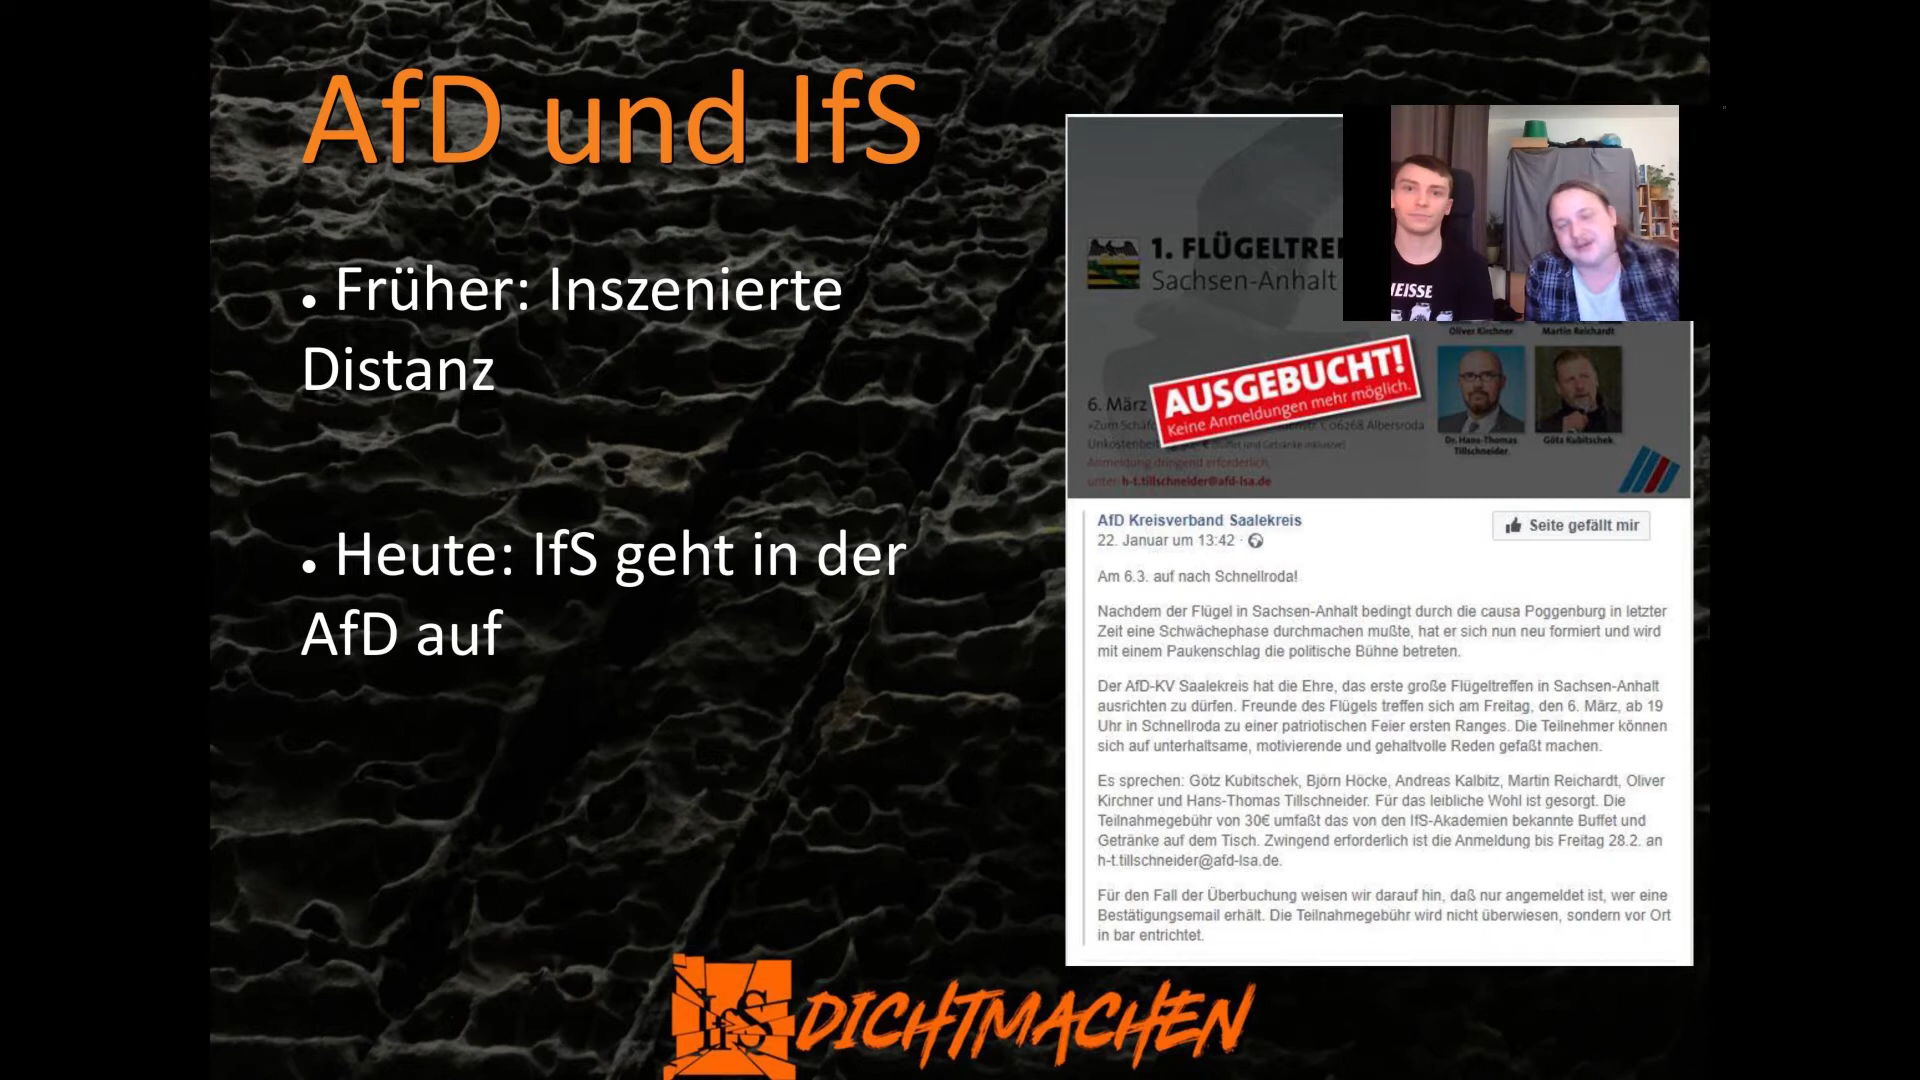 AfD und IfS
• Früher: Inszenierte
Distanz
• Heute: IfS geht in der
AfD auf
1. FLÜGELTRE
Sachsen-Anhalt
EISSE
Oliver Kirchner
Martin Reichardt
AUSGEBUCHT!
Keine Anmeldungen mehr möglich.
6. März
»Zum Schäf
1, 06268 Albersroda
Unkostenbei
und Getränke inklusive)
Anmeldung dringend erforderlich
unter h-t.tillschneider@afd-lsa.de
Dr. Hans-Thomas
Tillschneider
Götz Kubitschek
AfD Kreisverband Saalekreis
22. Januar um 13:42 ·
Seite gefällt mir
Am 6.3. auf nach Schnellroda!
Nachdem der Flügel in Sachsen-Anhalt bedingt durch die causa Poggenburg in letzter
Zeit eine Schwächephase durchmachen mußte, hat er sich nun neu formiert und wird
mit einem Paukenschlag die politische Bühne betreten.
Der AfD-KV Saalekreis hat die Ehre, das erste große Flügeltreffen in Sachsen-Anhalt
ausrichten zu dürfen. Freunde des Flügels treffen sich am Freitag, den 6. März, ab 19
Uhr in Schnellroda zu einer patriotischen Feier ersten Ranges. Die Teilnehmer können
sich auf unterhaltsame, motivierende und gehaltvolle Reden gefaßt machen.
Es sprechen: Götz Kubitschek, Björn Höcke, Andreas Kalbitz, Martin Reichardt, Oliver
Kirchner und Hans-Thomas Tillschneider. Für das leibliche Wohl ist gesorgt. Die
Teilnahmegebühr von 30€ umfaßt das von den IfS-Akademien bekannte Buffet und
Getränke auf dem Tisch. Zwingend erforderlich ist die Anmeldung bis Freitag 28.2. an
h-t.tillschneider@afd-lsa.de.
Für den Fall der Überbuchung weisen wir darauf hin, daß nur angemeldet ist, wer eine
Bestätigungsemail erhält. Die Teilnahmegebühr wird nicht überwiesen, sondern vor Ort
in bar entrichtet.
IfS DICHTMACHEN